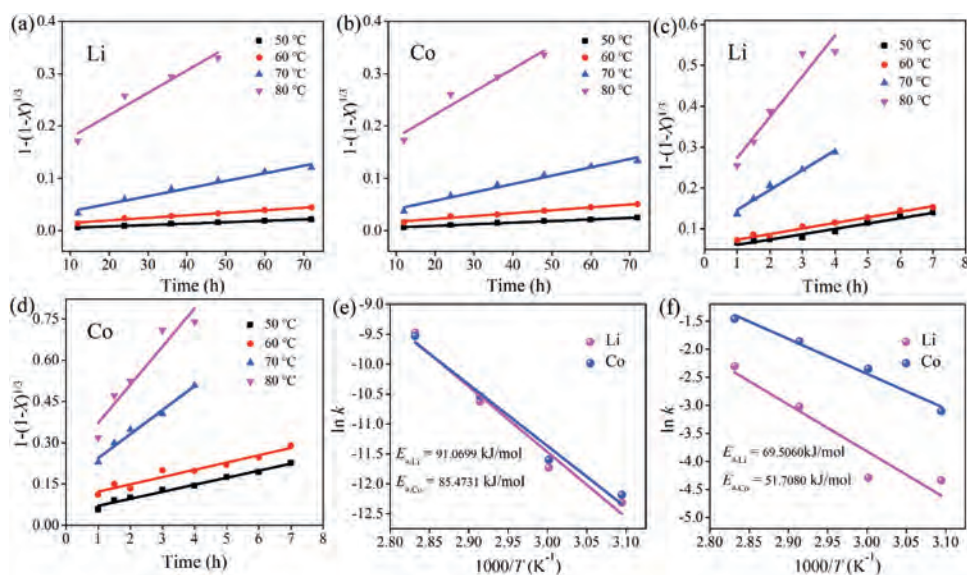 (a)
Li
50 °C
60 °C
70 °C
80 °C
1-(1-X)^1/3
0.4
0.3
0.2
0.1
0.0
10 20 30 40 50 60 70
Time (h)
(b)
Co
50 °C
60 °C
70 °C
80 °C
1-(1-X)^1/3
0.4
0.3
0.2
0.1
0.0
10 20 30 40 50 60 70
Time (h)
(c)
Li
50 °C
60 °C
70 °C
80 °C
1-(1-X)^1/3
0.6
0.5
0.4
0.3
0.2
0.1
0 1 2 3 4 5 6 7 8
Time (h)
(d)
Co
50 °C
60 °C
70 °C
80 °C
1-(1-X)^1/3
0.75
0.60
0.45
0.30
0.15
0.00
0 1 2 3 4 5 6 7 8
Time (h)
(e)
Li
Co
ln k
-9.0
-9.5
-10.0
-10.5
-11.0
-11.5
-12.0
-12.5
E a,Li = 91.0699 kJ/mol
E a,Co = 85.4731 kJ/mol
2.80 2.85 2.90 2.95 3.00 3.05 3.10
1000/T (K⁻¹)
(f)
Li
Co
ln k
-1.5
-2.0
-2.5
-3.0
-3.5
-4.0
-4.5
-5.0
E a,Li = 69.5060 kJ/mol
E a,Co = 51.7080 kJ/mol
2.80 2.85 2.90 2.95 3.00 3.05 3.10
1000/T (K⁻¹)